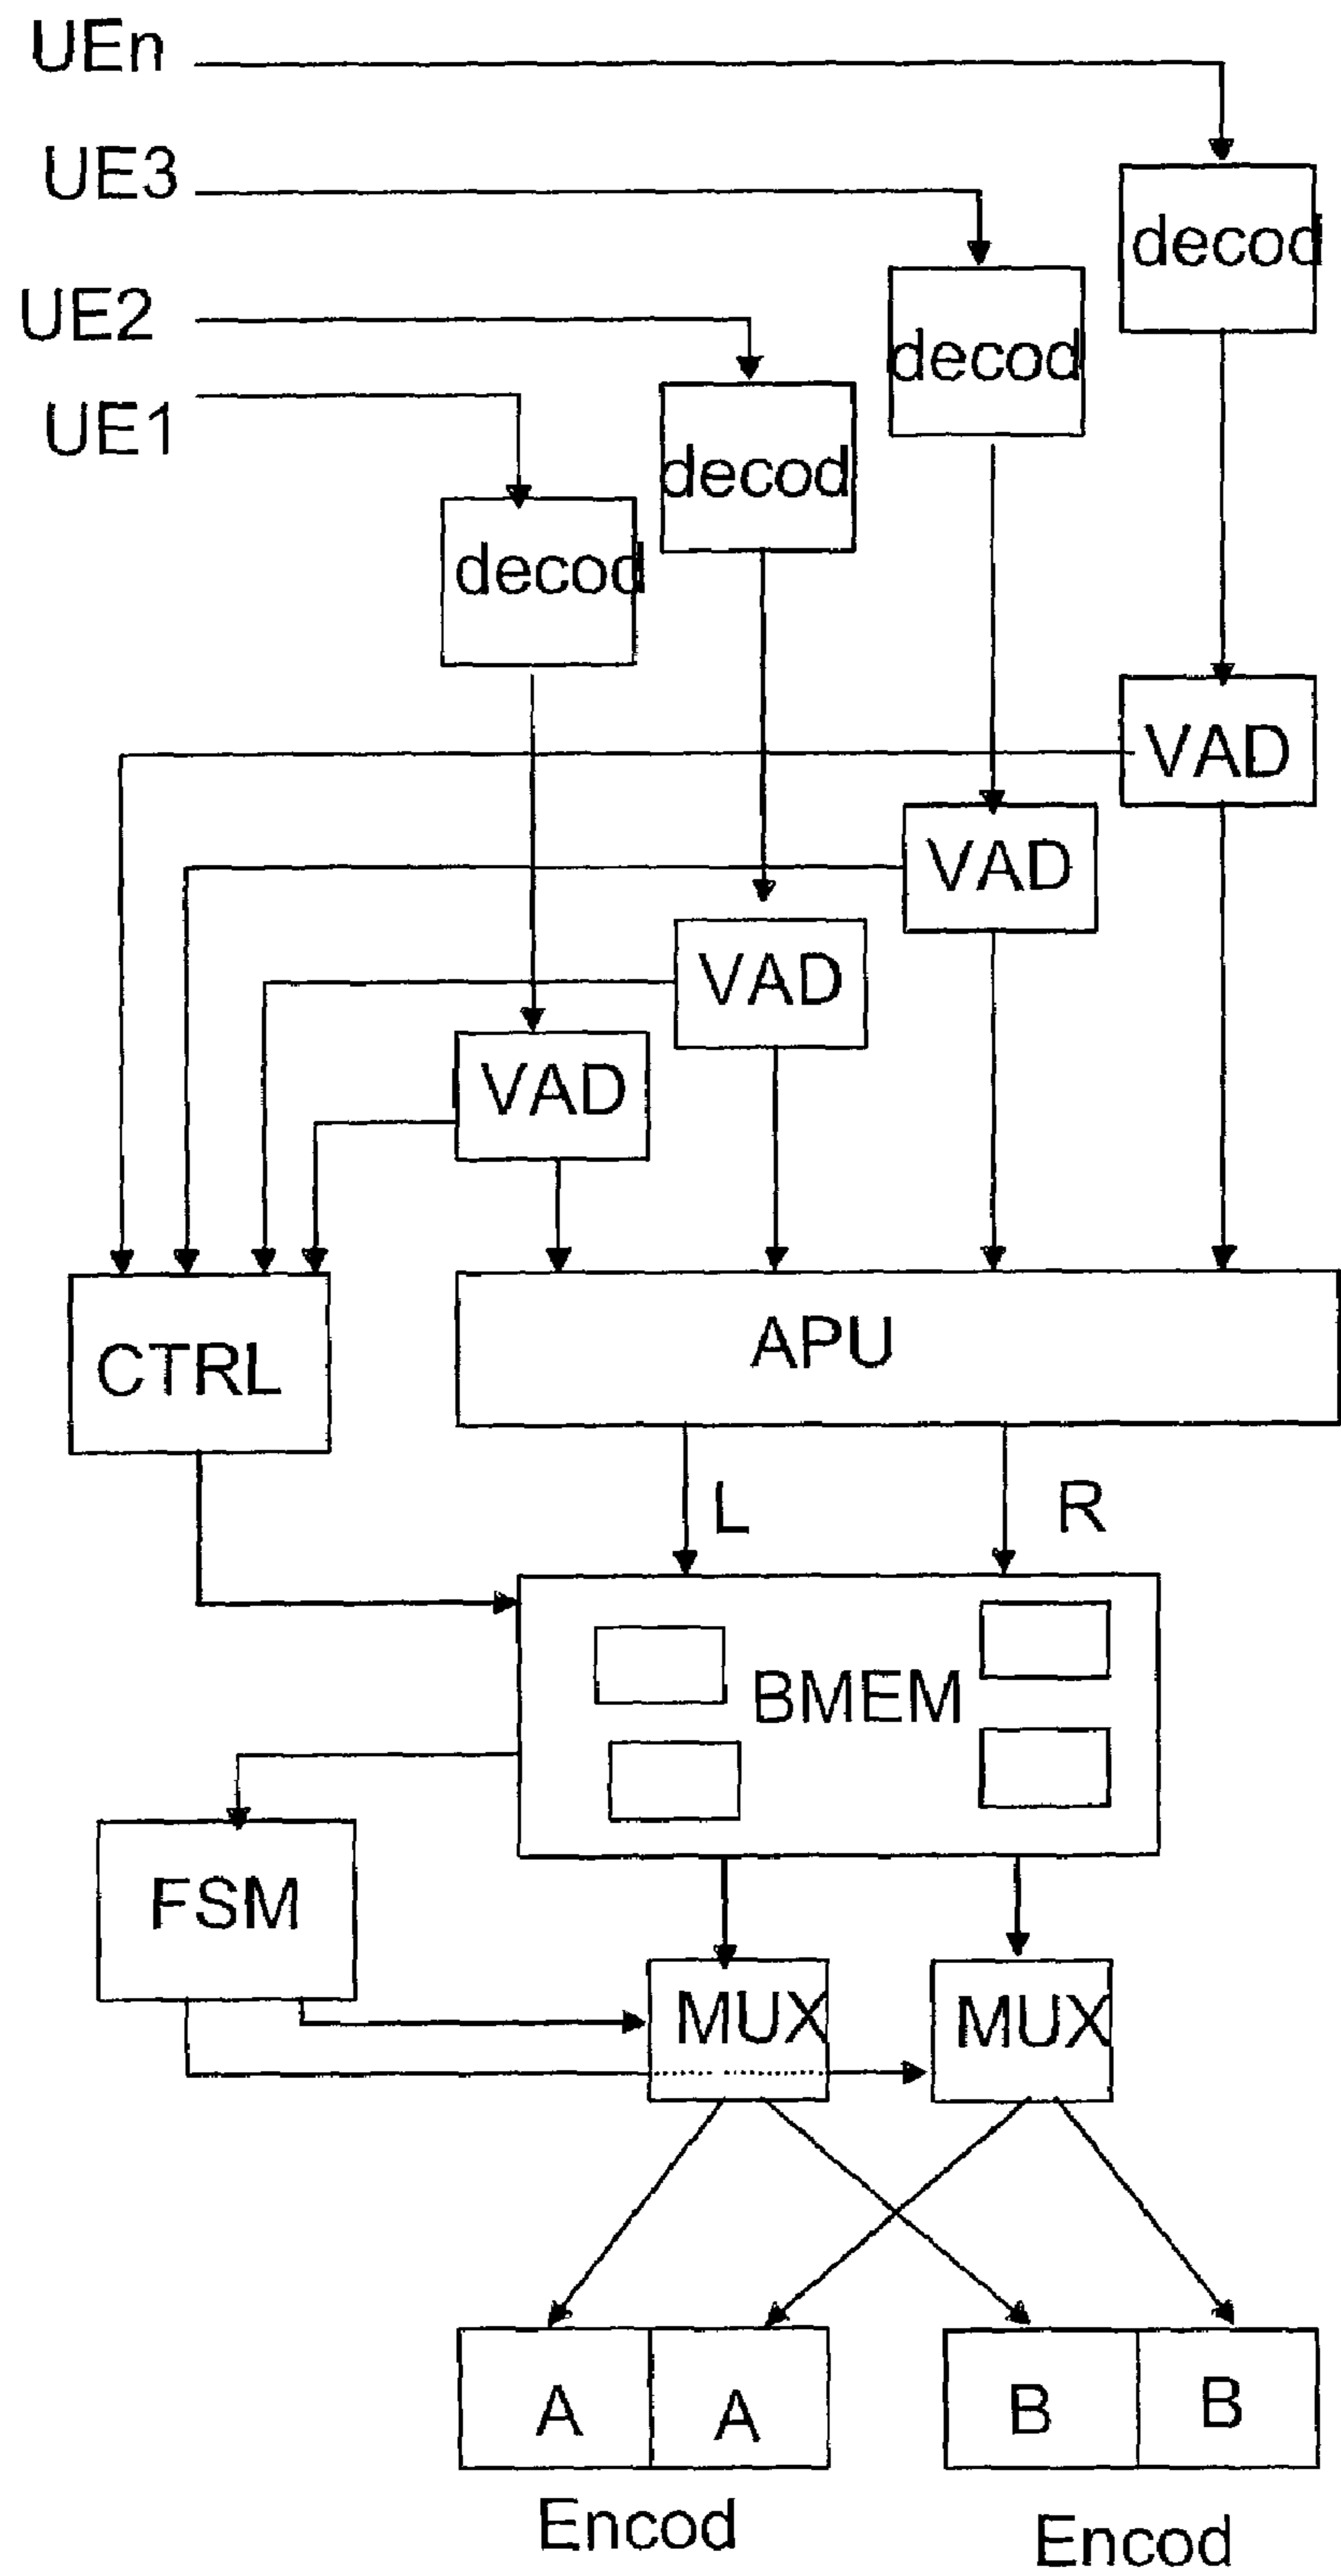 UEn
UE3
decod
UE2
decod
UE1
decod
decod
VAD
VAD
VAD
VAD
CTRL
APU
L
R
BMEM
FSM
MUX
MUX
A
A
B
B
Encod
Encod